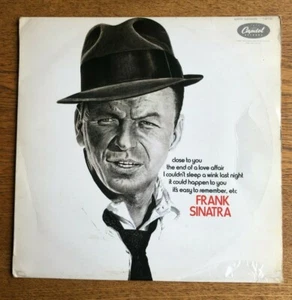 Capitol
close to you
the end of a love affair
I couldn't sleep a wink last night
it could happen to you
it's easy to remember, etc
FRANK
SINATRA